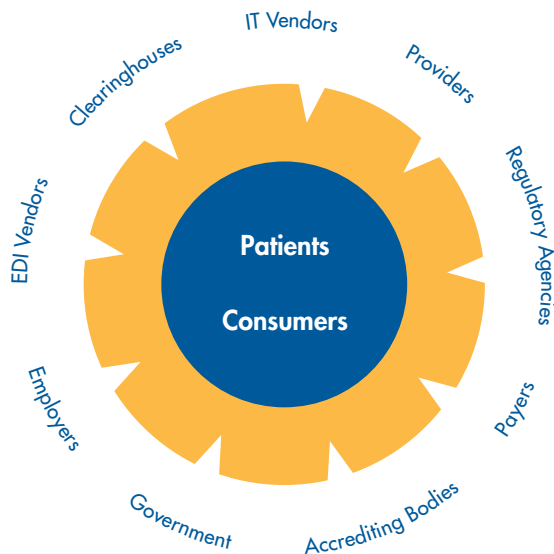 IT Vendors
Providers
Regulatory Agencies
Payers
Accrediting Bodies
Government
Employers
EDI Vendors
Clearinghouses
Patients
Consumers